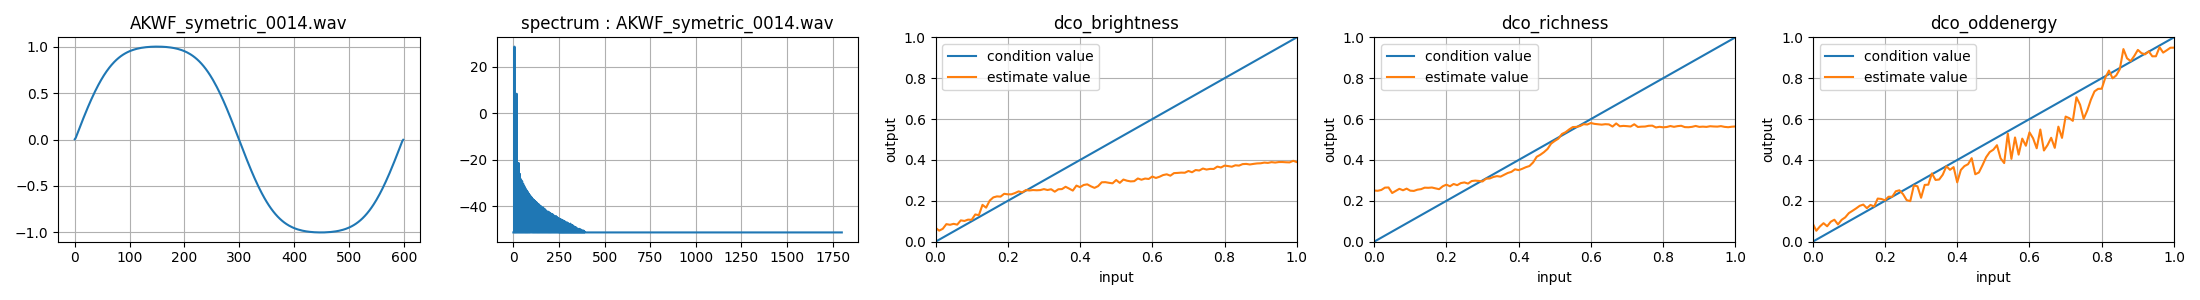 AKWF_symetric_0014.wav
1.0
0.5
0.0
−0.5
−1.0
0 100 200 300 400 500 600
spectrum : AKWF_symetric_0014.wav
20
0
−20
−40
0 250 500 750 1000 1250 1500 1750
dco_brightness
condition value
estimate value
output
1.0
0.8
0.6
0.4
0.2
0.0
0.0 0.2 0.4 0.6 0.8 1.0
input
dco_richness
condition value
estimate value
output
1.0
0.8
0.6
0.4
0.2
0.0
0.0 0.2 0.4 0.6 0.8 1.0
input
dco_oddenergy
condition value
estimate value
output
1.0
0.8
0.6
0.4
0.2
0.0
0.0 0.2 0.4 0.6 0.8 1.0
input